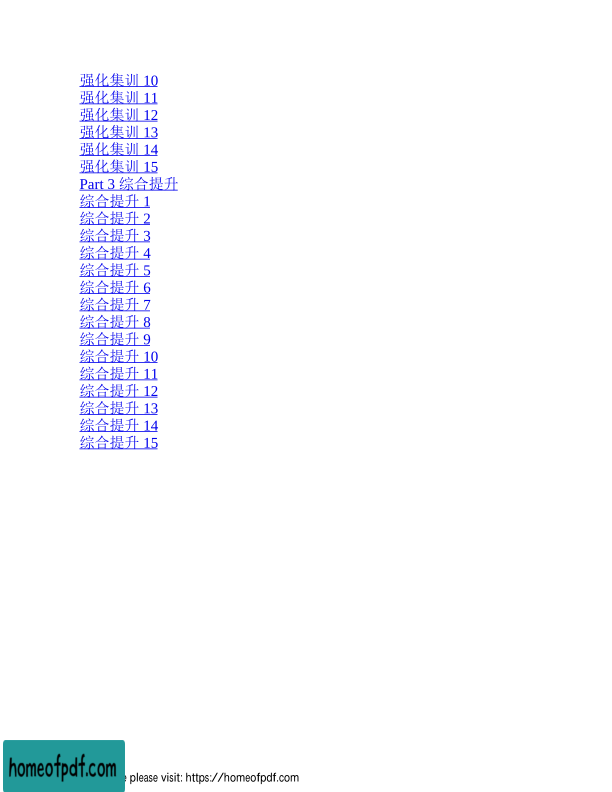 强化集训 10
强化集训 11
强化集训 12
强化集训 13
强化集训 14
强化集训 15
Part 3 综合提升
综合提升 1
综合提升 2
综合提升 3
综合提升 4
综合提升 5
综合提升 6
综合提升 7
综合提升 8
综合提升 9
综合提升 10
综合提升 11
综合提升 12
综合提升 13
综合提升 14
综合提升 15
homeofpdf.com
please visit: https://homeofpdf.com